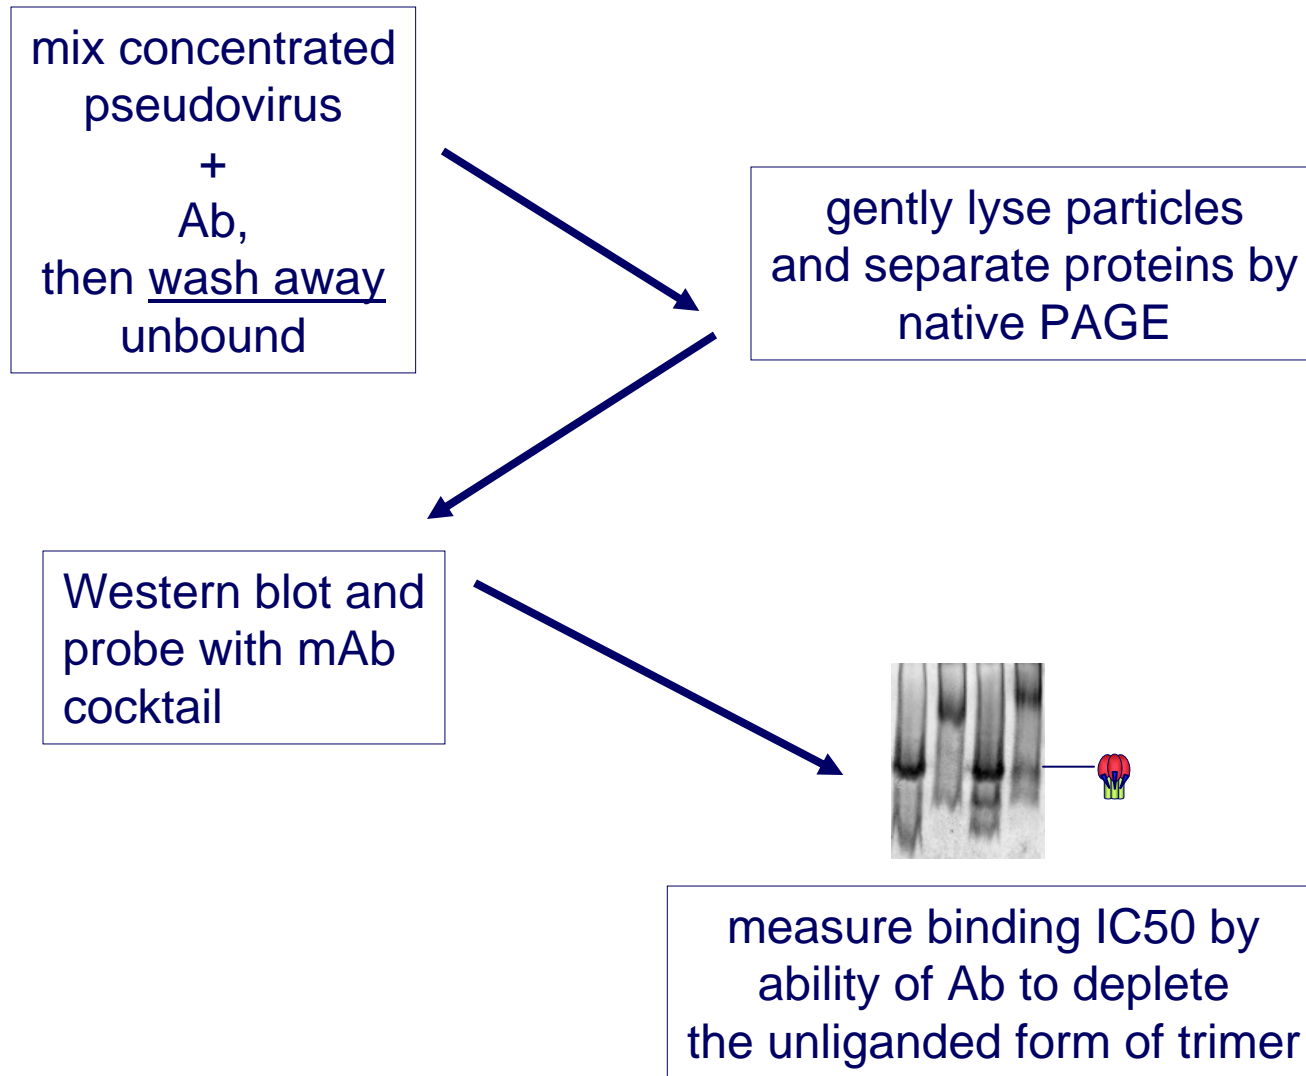 mix concentrated
pseudovirus
+
Ab,
then wash away
unbound
gently lyse particles
and separate proteins by
native PAGE
Western blot and
probe with mAb
cocktail
measure binding IC50 by
ability of Ab to deplete
the unliganded form of trimer